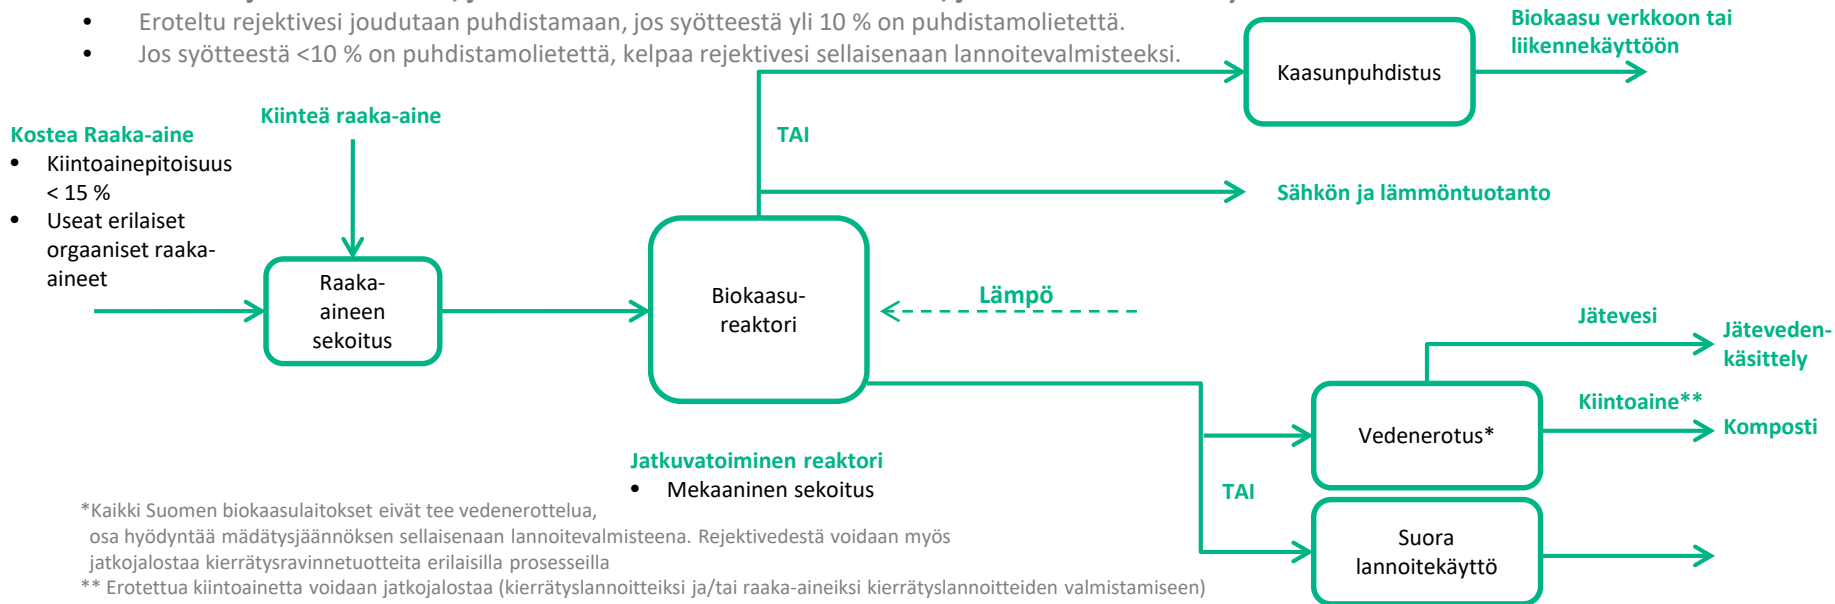 • Eroteltu rejektivesi joudutaan puhdistamaan, jos syötteestä yli 10 % on puhdistamolietettä.
• Jos syötteestä <10 % on puhdistamolietettä, kelpaa rejektivesi sellaisenaan lannoitevalmisteeksi.
Biokaasu verkkoon tai
liikennekäyttöön
Kaasunpuhdistus
Kiinteä raaka-aine
Kostea Raaka-aine
• Kiintoainepitoisuus
< 15 %
• Useat erilaiset
orgaaniset raaka-
aineet
TAI
Sähkön ja lämmöntuotanto
Raaka-
aineen
sekoitus
Biokaasu-
reaktori
Lämpö
Jätevesi
Jäteveden-
käsittely
Kiintoaine**
Komposti
Vedenerotus*
Jatkuvatoiminen reaktori
• Mekaaninen sekoitus
TAI
Suora
lannoitekäyttö
*Kaikki Suomen biokaasulaitokset eivät tee vedenerottelua,
osa hyödyntää mädätysjäännöksen sellaisenaan lannoitevalmisteena. Rejektivedestä voidaan myös
jatkojalostaa kierrätysravinnetuotteita erilaisilla prosesseilla
** Erotettua kiintoainetta voidaan jatkojalostaa (kierrätyslannoitteiksi ja/tai raaka-aineiksi kierrätyslannoitteiden valmistamiseen)